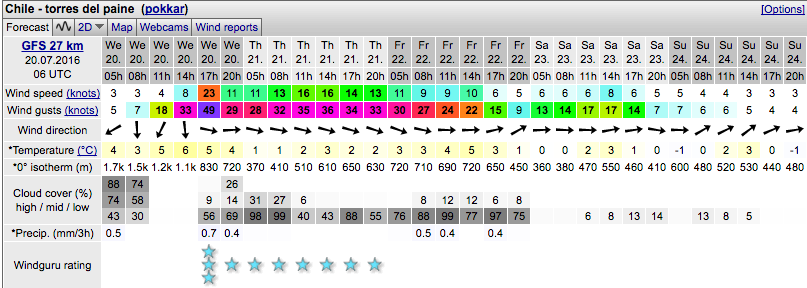 Chile - torres del paine (pokkar) [Options]
Forecast 2D Map Webcams Wind reports
GFS 27 km We We We We We We Th Th Th Th Th Th Fr Fr Fr Fr Fr Fr Sa Sa Sa Sa Sa Sa Su Su Su Su Su Su
20.07.2016 20. 20. 20. 20. 20. 20. 21. 21. 21. 21. 21. 21. 22. 22. 22. 22. 22. 22. 23. 23. 23. 23. 23. 23. 24. 24. 24. 24. 24. 24.
06 UTC 05h 08h 11h 14h 17h 20h 05h 08h 11h 14h 17h 20h 05h 08h 11h 14h 17h 20h 05h 08h 11h 14h 17h 20h 05h 08h 11h 14h 17h 20h
Wind speed (knots) 3 3 4 8 23 11 11 13 16 16 14 13 11 9 9 10 6 5 5 6 6 8 6 5 5 4 4 4 3 3
Wind gusts (knots) 5 7 18 33 49 29 28 32 35 36 34 33 30 27 24 22 15 9 13 14 17 17 14 7 7 6 6 5 4 4
Wind direction
*Temperature (°C) 4 3 5 6 5 4 1 1 2 3 2 2 3 3 4 5 3 1 0 0 2 3 1 0 -1 0 2 3 0 -1
*0° isotherm (m) 1.7k 1.5k 1.2k 1.1k 830 720 370 410 510 610 650 490 720 710 690 720 660 450 360 380 470 550 460 410 600 480 520 530 440 480
Cloud cover (%)
high / mid / low
88 74 26
74 58 9 14 31 27 6 8 12 12 6 8
43 30 56 69 98 99 40 43 88 55 76 88 99 77 97 75 6 8 13 14 13 8 5
*Precip. (mm/3h) 0.5 0.7 0.4 0.5 0.4 0.4
Windguru rating